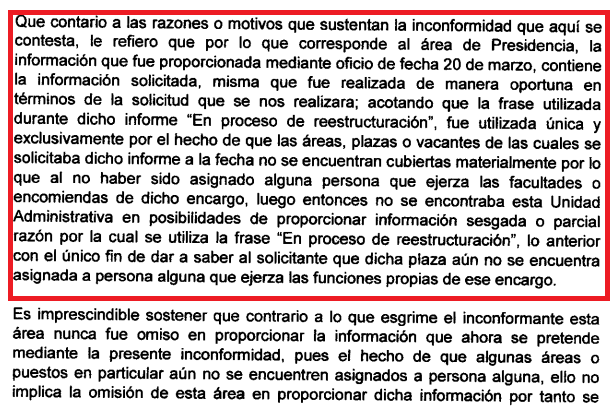 Que contario a las razones o motivos que sustentan la inconformidad que aquí se
contesta, le refiero que por lo que corresponde al área de Presidencia, la
información que fue proporcionada mediante oficio de fecha 20 de marzo, contiene
la información solicitada, misma que fue realizada de manera oportuna en
términos de la solicitud que se nos realizara; acotando que la frase utilizada
durante dicho informe “En proceso de reestructuración”, fue utilizada única y
exclusivamente por el hecho de que las áreas, plazas o vacantes de las cuales se
solicitaba dicho informe a la fecha no se encuentran cubiertas materialmente por lo
que al no haber sido asignado alguna persona que ejerza las facultades o
encomiendas de dicho encargo, luego entonces no se encontraba esta Unidad
Administrativa en posibilidades de proporcionar información sesgada o parcial
razón por la cual se utiliza la frase “En proceso de reestructuración”, lo anterior
con el único fin de dar a saber al solicitante que dicha plaza aún no se encuentra
asignada a persona alguna que ejerza las funciones propias de ese encargo.
Es imprescindible sostener que contrario a lo que esgrime el inconformante esta
área nunca fue omiso en proporcionar la información que ahora se pretende
mediante la presente inconformidad, pues el hecho de que algunas áreas o
puestos en particular aún no se encuentren asignados a persona alguna, ello no
implica la omisión de esta área en proporcionar dicha información por tanto se